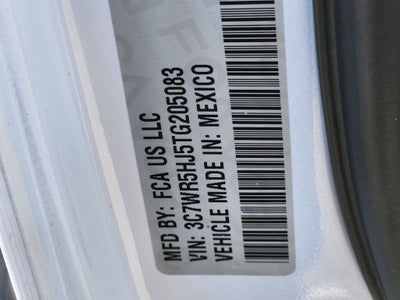 MFD BY: FCA US LLC
VIN: 3C7WR5HJ5TG205083
VEHICLE MADE IN: MEXICO